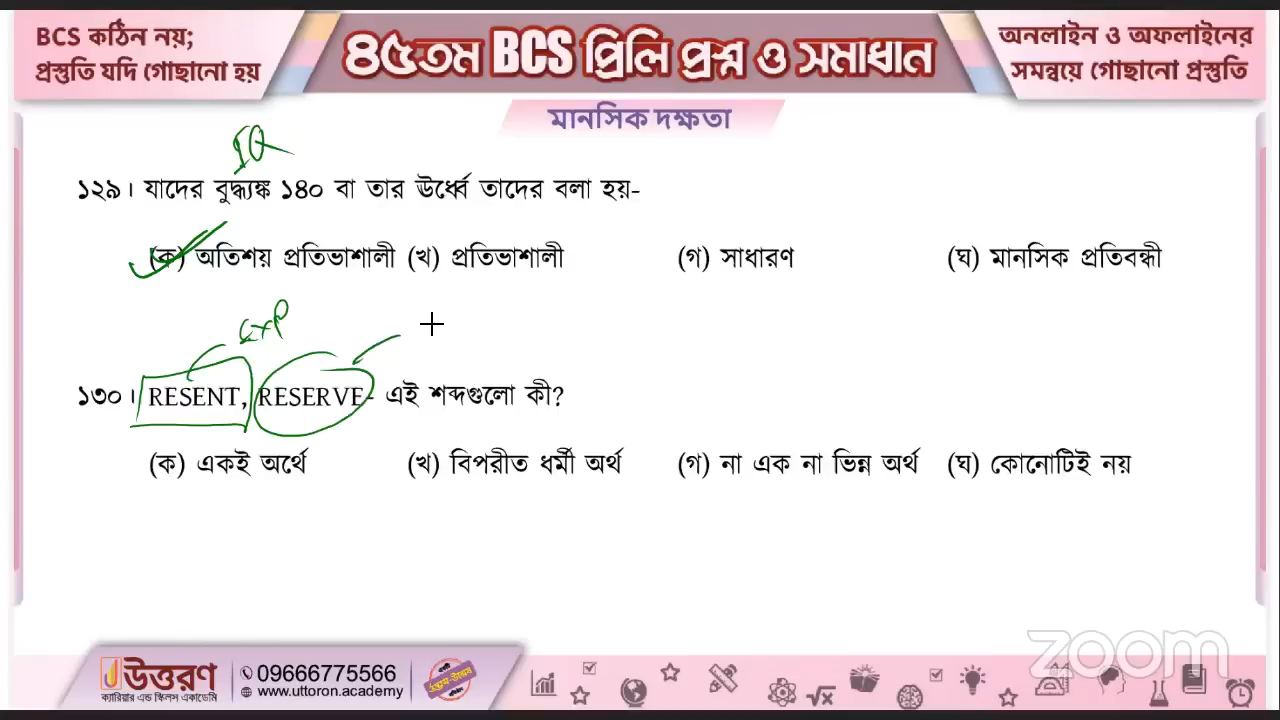 BCS কঠিন নয়;
প্রস্তুতি যদি গোছানো হয়
৪৫তম BCS প্রিলি প্রশ্ন ও সমাধান
অনলাইন ও অফলাইনের
সমন্বয়ে গোছানো প্রস্তুতি
মানসিক দক্ষতা
IQ
১২৯। যাদের বুদ্ধ্যঙ্ক ১৪০ বা তার ঊর্ধ্বে তাদের বলা হয়-
(ক) অতিশয় প্রতিভাশালী (খ) প্রতিভাশালী (গ) সাধারণ (ঘ) মানসিক প্রতিবন্ধী
Exp
১৩০। RESENT, RESERVE- এই শব্দগুলো কী?
(ক) একই অর্থে (খ) বিপরীত ধর্মী অর্থ (গ) না এক না ভিন্ন অর্থ (ঘ) কোনোটিই নয়
zoom
উত্তরণ
ক্যারিয়ার এন্ড স্কিলস একাডেমি
09666775566
www.uttoron.academy